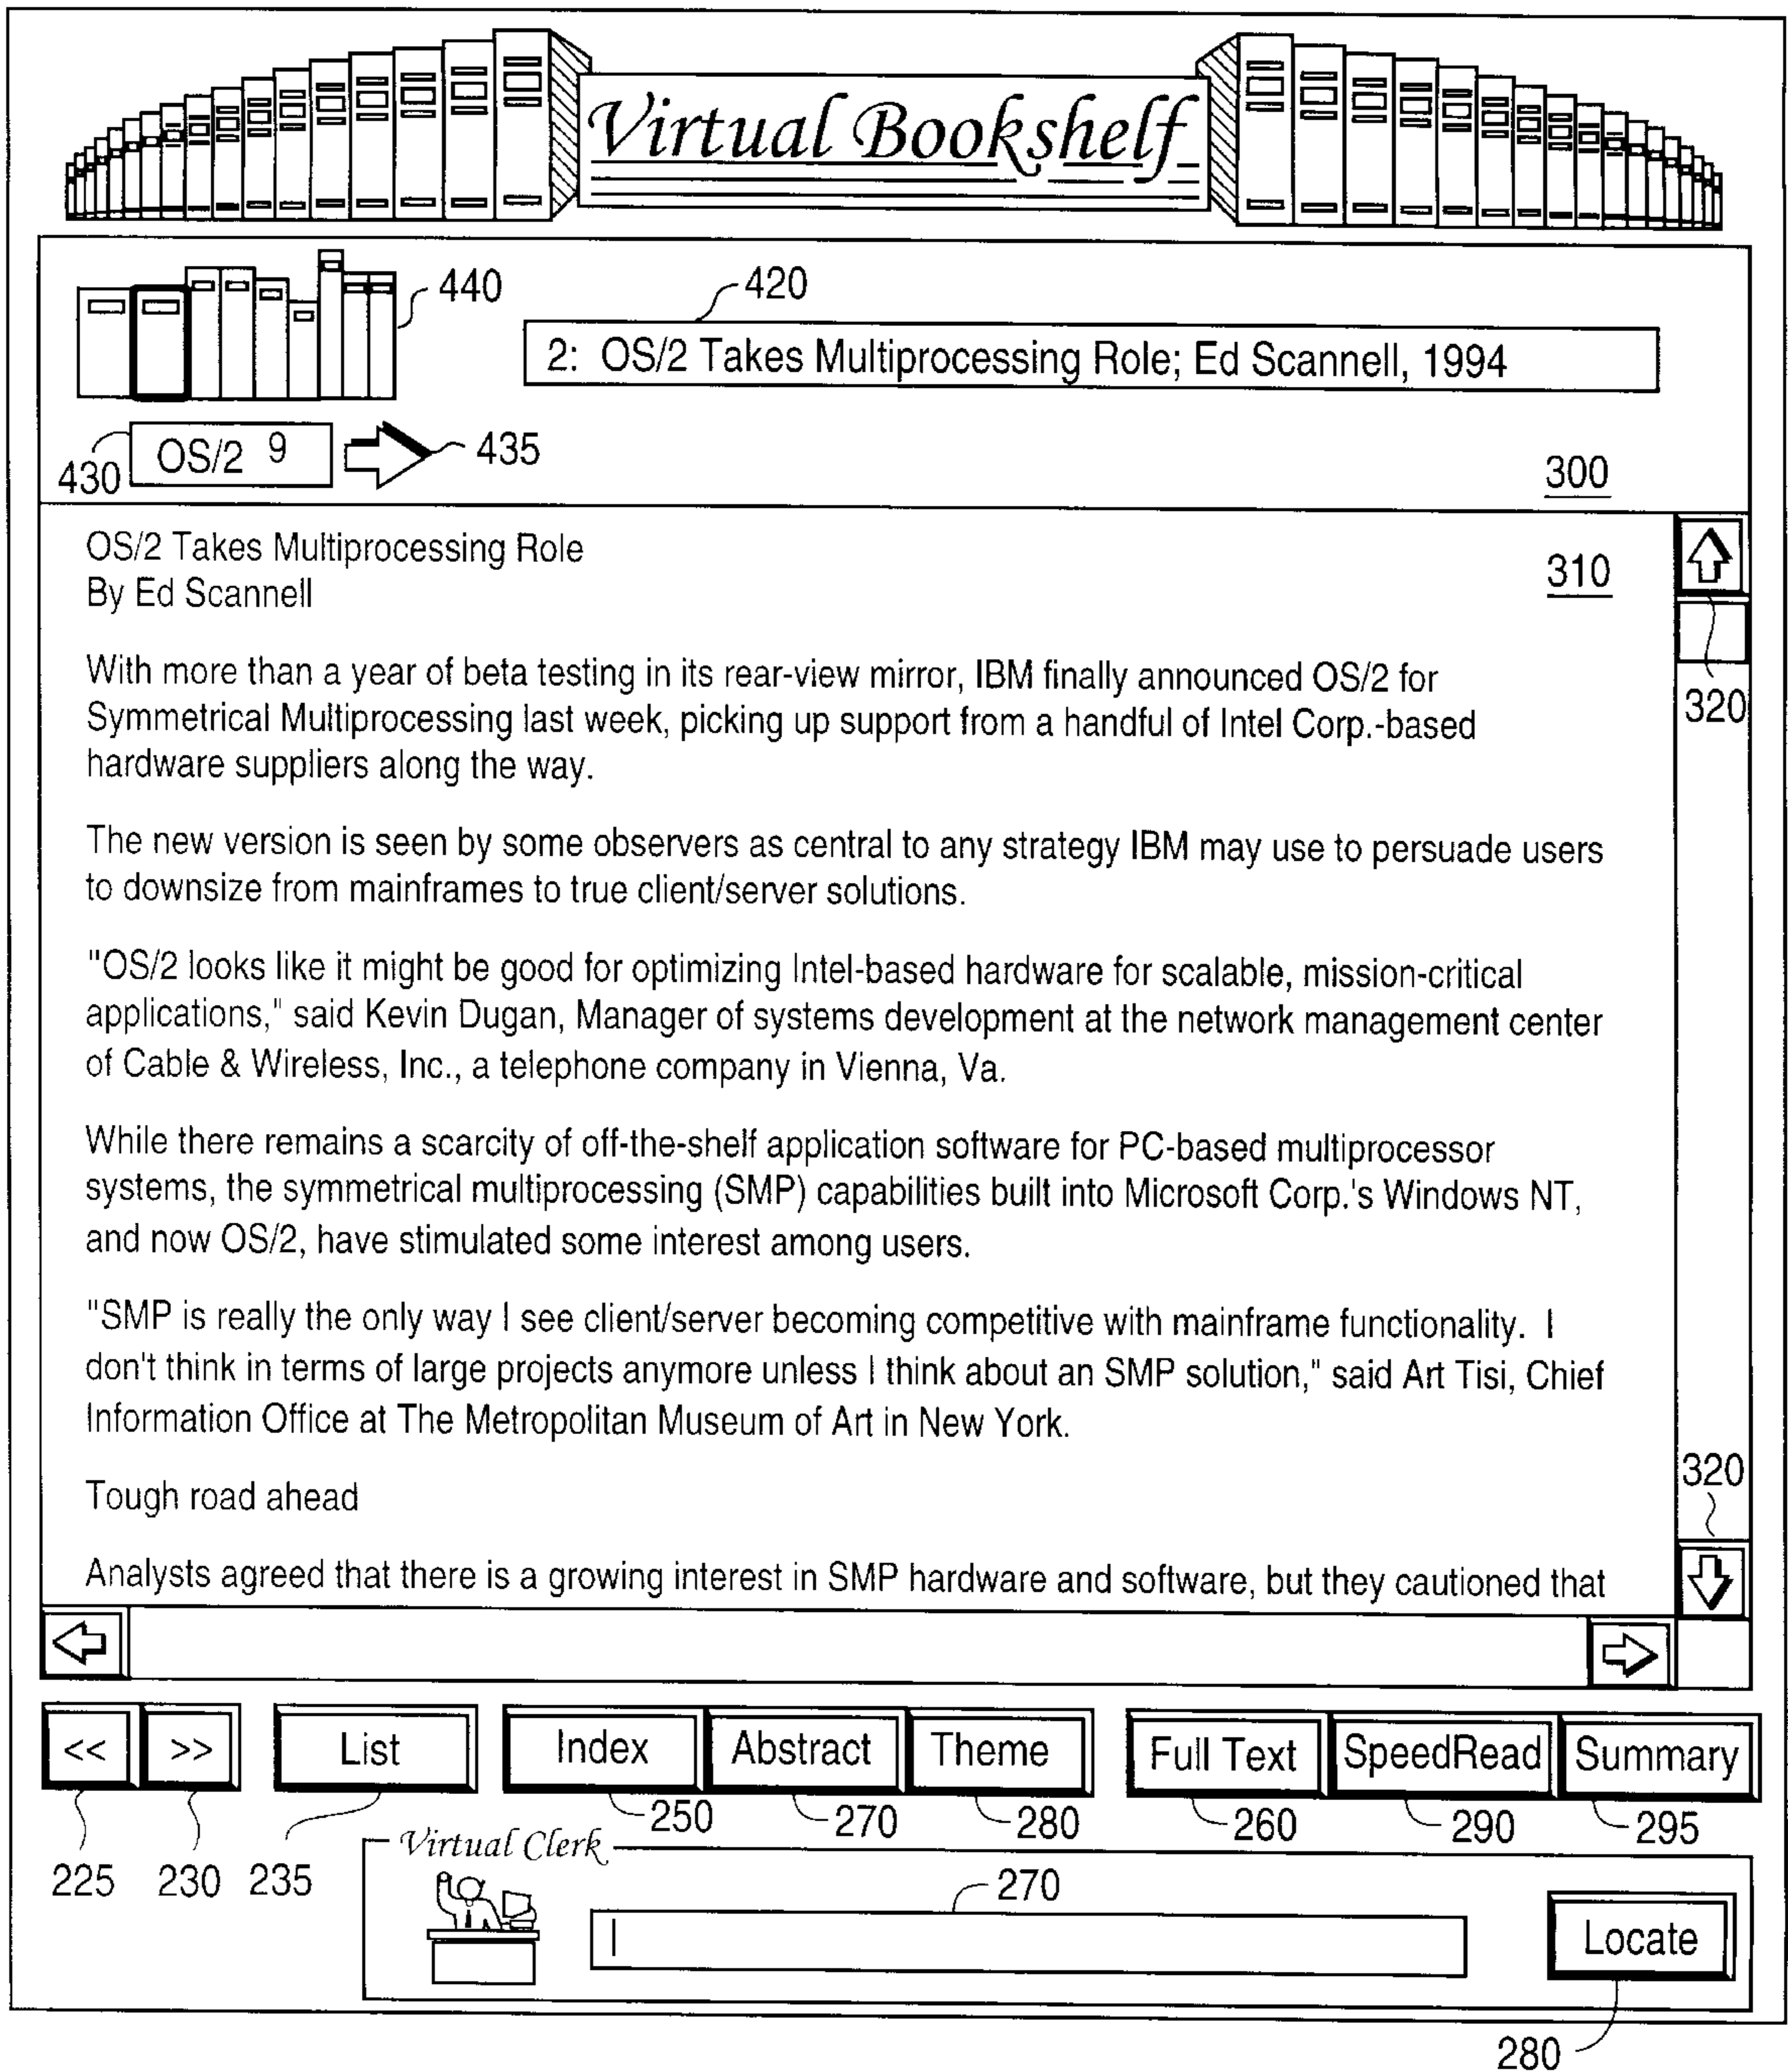 Virtual Bookshelf
440
420
2: OS/2 Takes Multiprocessing Role; Ed Scannell, 1994
430
OS/2 9
435
300
OS/2 Takes Multiprocessing Role
310
By Ed Scannell
With more than a year of beta testing in its rear-view mirror, IBM finally announced OS/2 for
Symmetrical Multiprocessing last week, picking up support from a handful of Intel Corp.-based
320
hardware suppliers along the way.
The new version is seen by some observers as central to any strategy IBM may use to persuade users
to downsize from mainframes to true client/server solutions.
"OS/2 looks like it might be good for optimizing Intel-based hardware for scalable, mission-critical
applications," said Kevin Dugan, Manager of systems development at the network management center
of Cable & Wireless, Inc., a telephone company in Vienna, Va.
While there remains a scarcity of off-the-shelf application software for PC-based multiprocessor
systems, the symmetrical multiprocessing (SMP) capabilities built into Microsoft Corp.'s Windows NT,
and now OS/2, have stimulated some interest among users.
"SMP is really the only way I see client/server becoming competitive with mainframe functionality.  I
don't think in terms of large projects anymore unless I think about an SMP solution," said Art Tisi, Chief
Information Office at The Metropolitan Museum of Art in New York.
320
Tough road ahead
Analysts agreed that there is a growing interest in SMP hardware and software, but they cautioned that
<< >> List Index Abstract Theme Full Text SpeedRead Summary
250 270 280 260 290 295
225 230 235
Virtual Clerk
270
Locate
280